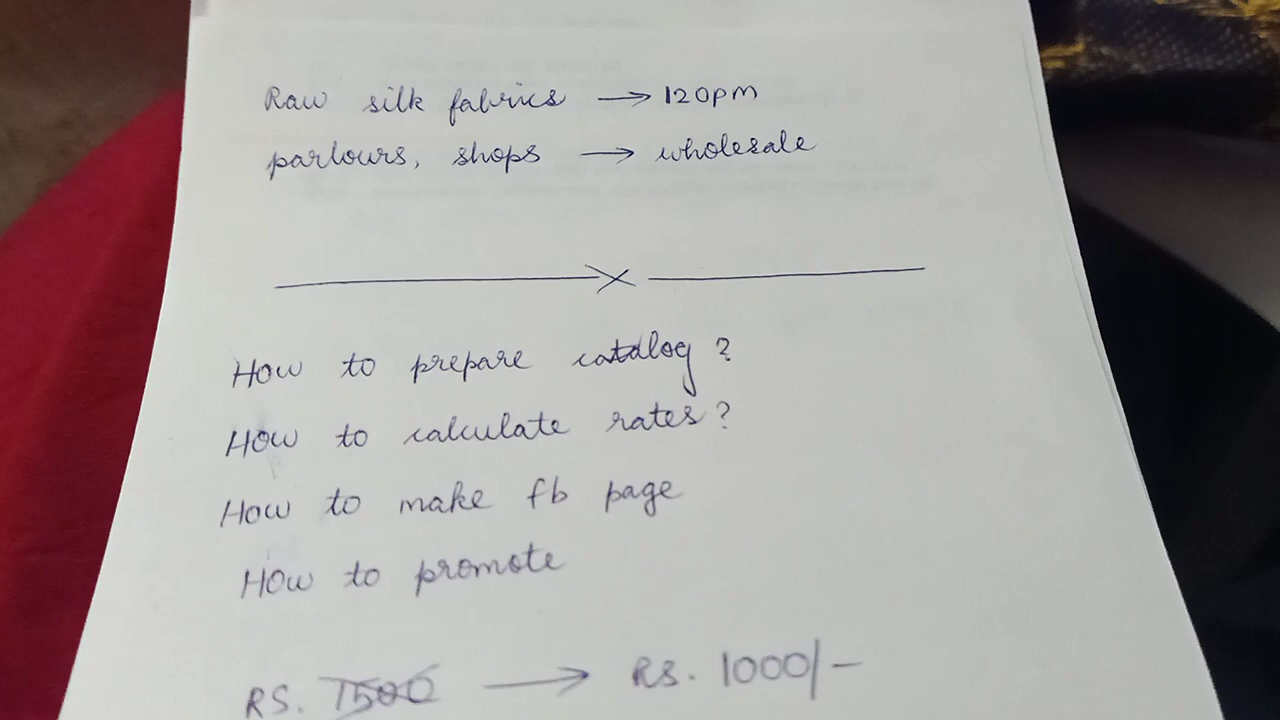 Raw silk fabrics → 120pm
parlours, shops → wholesale
How to prepare catalog ?
How to calculate rates ?
How to make fb page
How to promote
RS. 1500 → RS. 1000/-